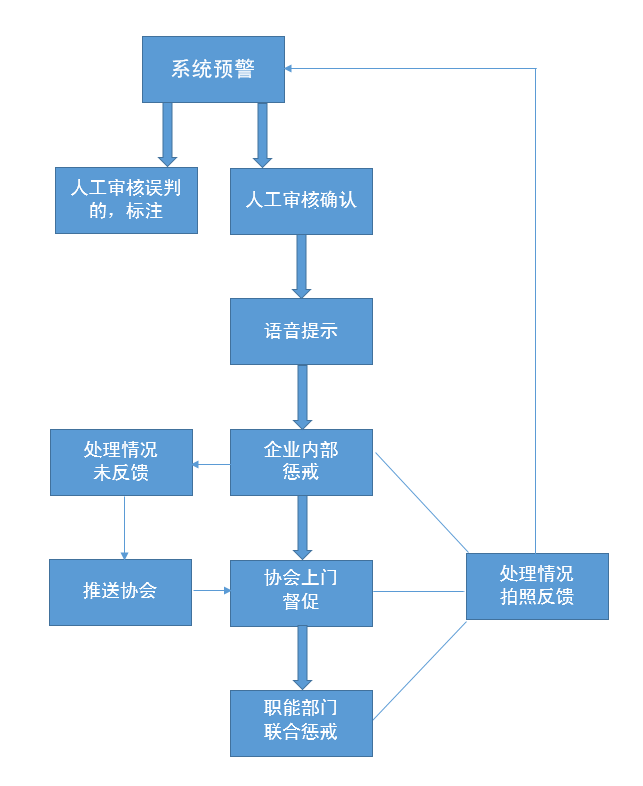 系统预警
人工审核误判
的，标注
人工审核确认
语音提示
处理情况
未反馈
企业内部
惩戒
推送协会
协会上门
督促
处理情况
拍照反馈
职能部门
联合惩戒